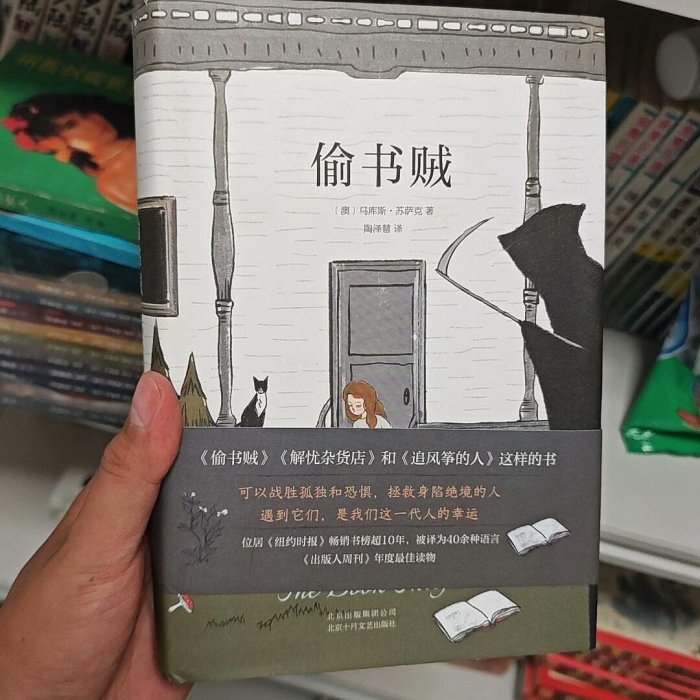 偷书贼
〔澳〕马库斯·苏萨克 著
陶泽慧 译
《偷书贼》《解忧杂货店》和《追风筝的人》这样的书
可以战胜孤独和恐惧，拯救身陷绝境的人
遇到它们，是我们这一代人的幸运
位居《纽约时报》畅销书榜超10年，被译为40余种语言
《出版人周刊》年度最佳读物
The Book
北京出版集团公司
北京十月文艺出版社